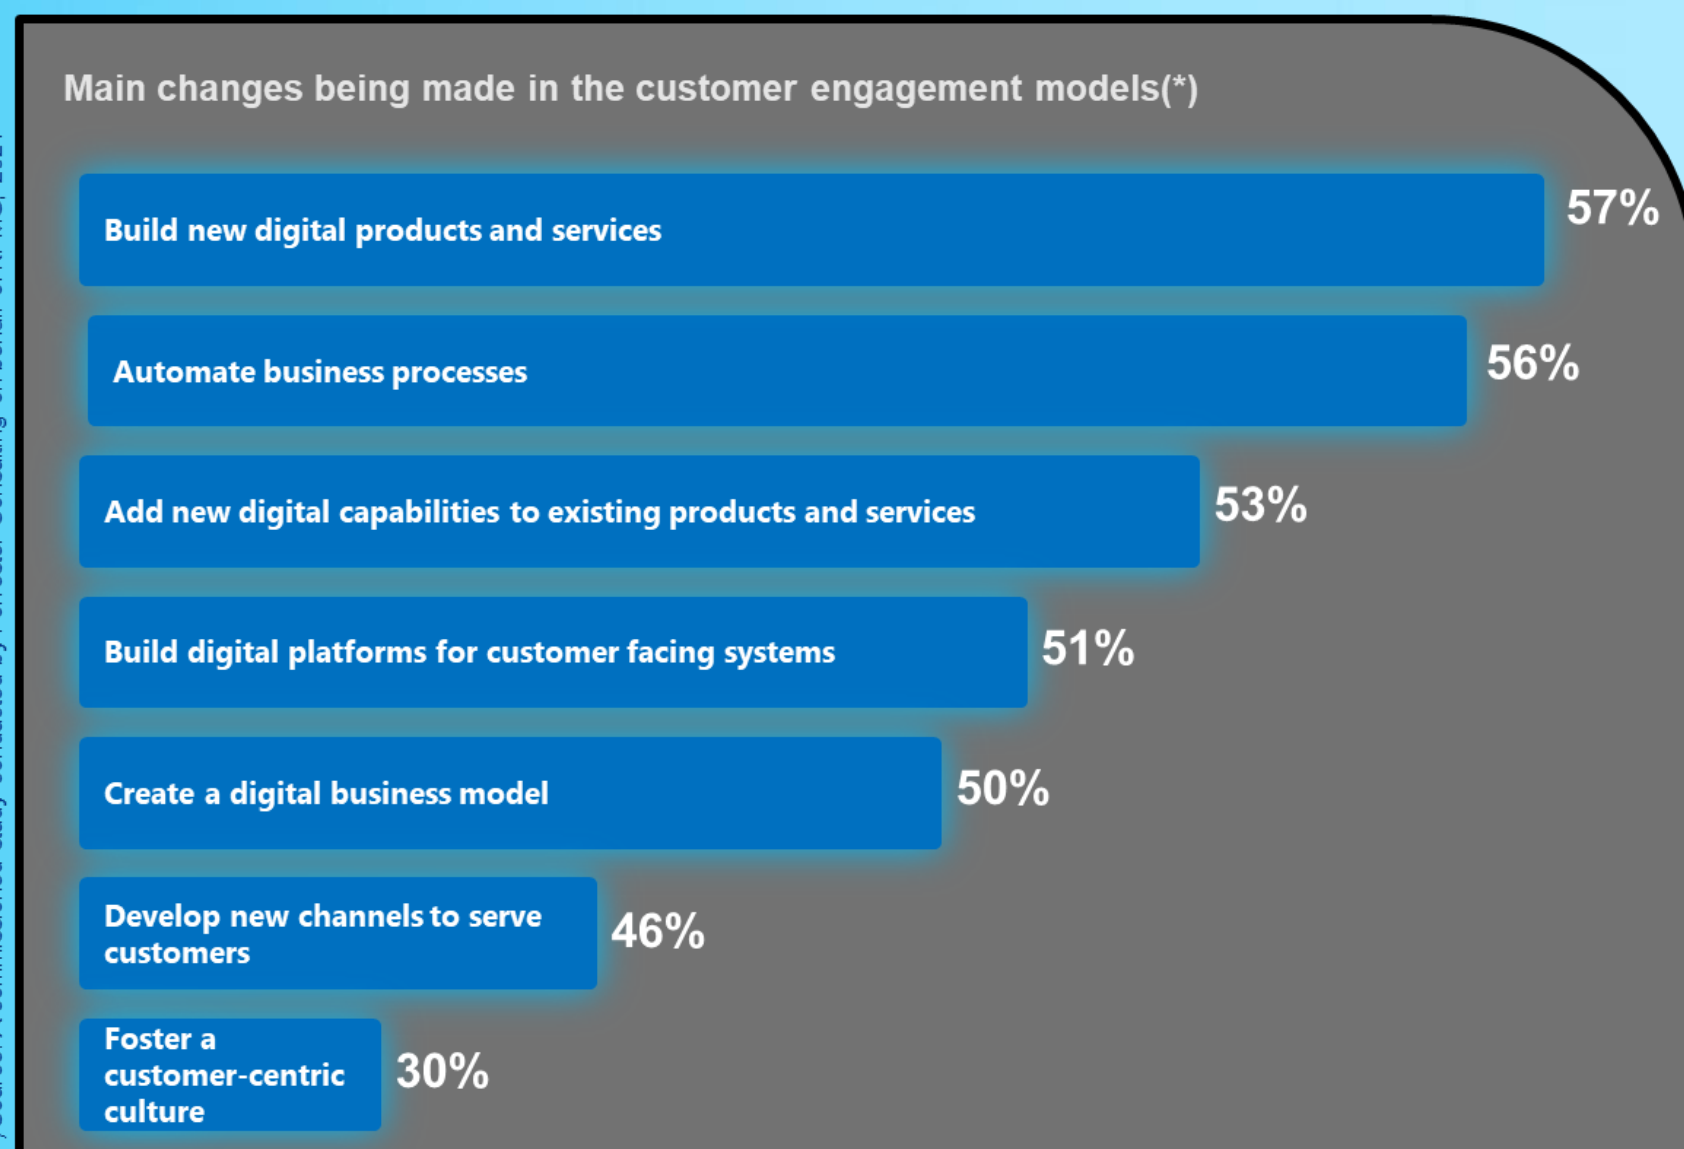 Main changes being made in the customer engagement models(*)
Build new digital products and services
57%
Automate business processes
56%
Add new digital capabilities to existing products and services
53%
Build digital platforms for customer facing systems
51%
Create a digital business model
50%
Develop new channels to serve
customers
46%
Foster a
customer-centric
culture
30%